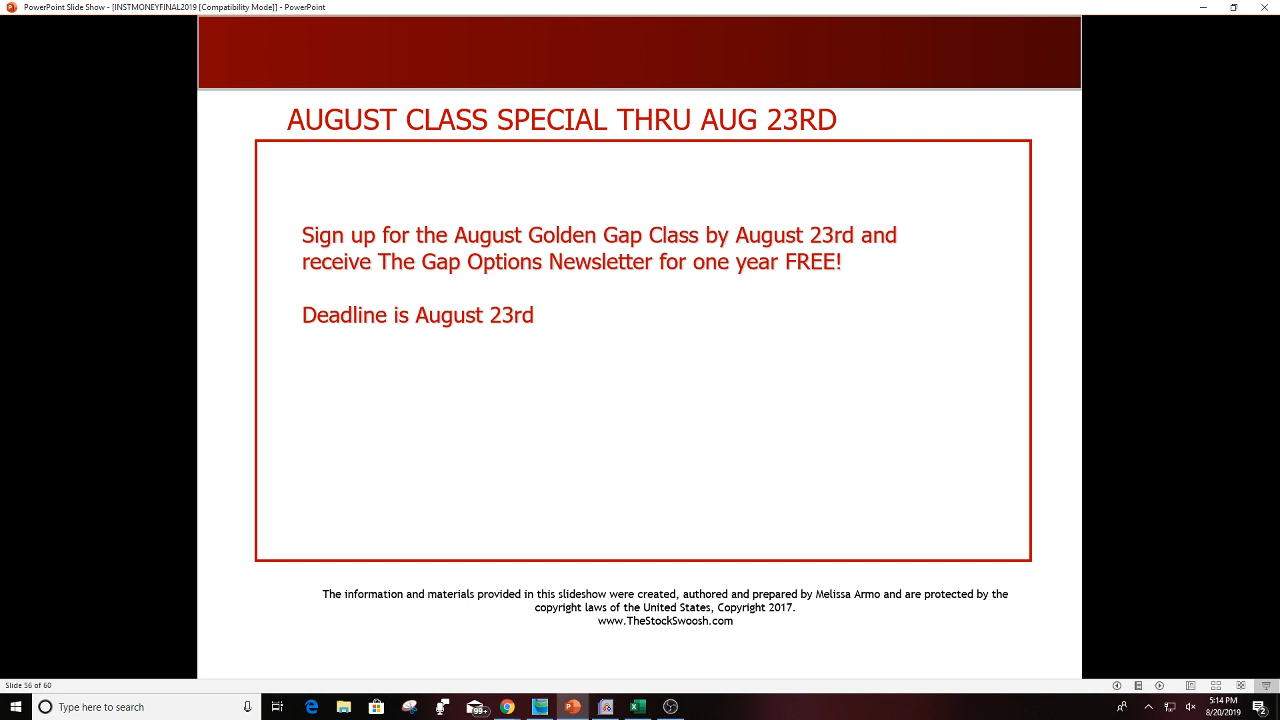 PowerPoint Slide Show - [INSTMONEYFINAL2019 [Compatibility Mode]] - PowerPoint
AUGUST CLASS SPECIAL THRU AUG 23RD
Sign up for the August Golden Gap Class by August 23rd and
receive The Gap Options Newsletter for one year FREE!
Deadline is August 23rd
The information and materials provided in this slideshow were created, authored and prepared by Melissa Armo and are protected by the
copyright laws of the United States, Copyright 2017.
www.TheStockSwoosh.com
Slide 56 of 60
Type here to search
99+
5:14 PM
8/20/2019
2